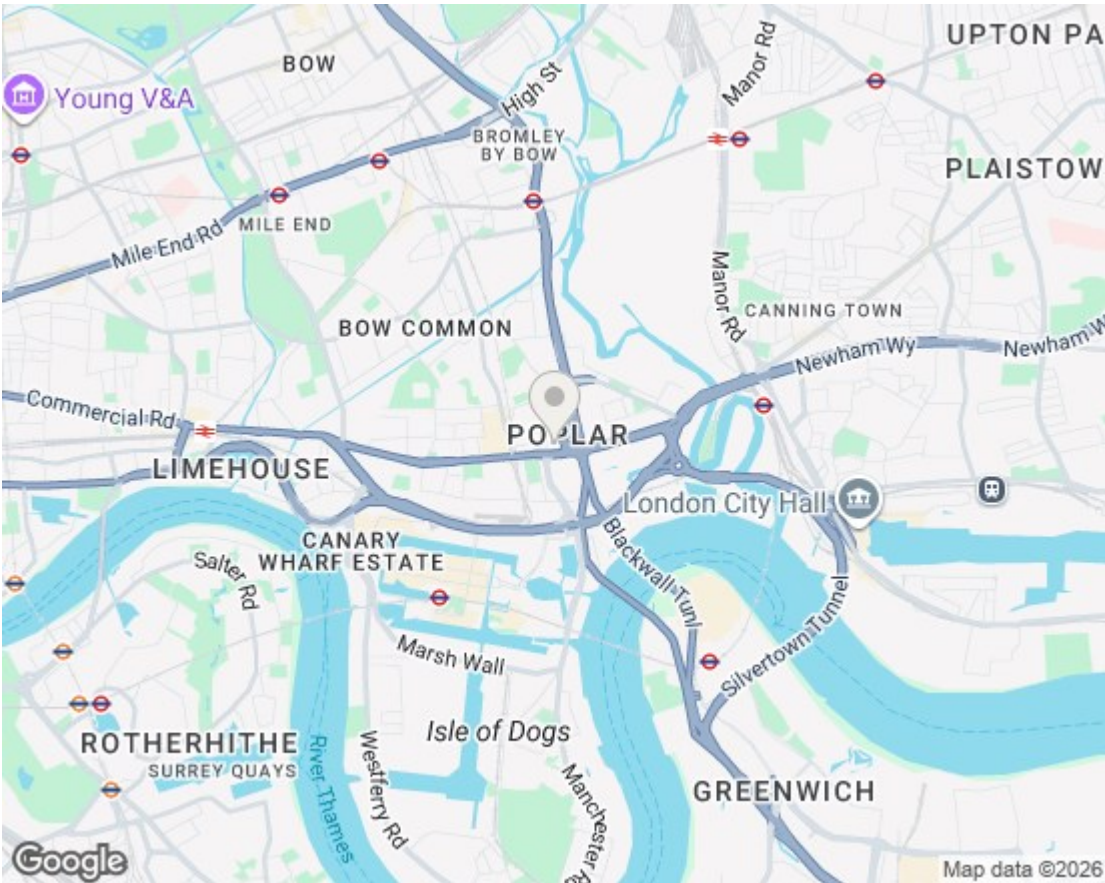 UPTON PA
BOW
Manor Rd
High St
Young V&A
BROMLEY
BY BOW
PLAISTOW
MILE END
Mile End Rd
Manor Rd
CANNING TOWN
BOW COMMON
Newham Wy
Newham W
Commercial Rd
POPLAR
LIMEHOUSE
London City Hall
CANARY
WHARF ESTATE
Blackwall Tunl
Salter Rd
Silvertown Tunnel
Marsh Wall
Isle of Dogs
ROTHERHITHE
SURREY QUAYS
River Thames
Westferry Rd
Manchester Rd
GREENWICH
Google
Map data ©2026